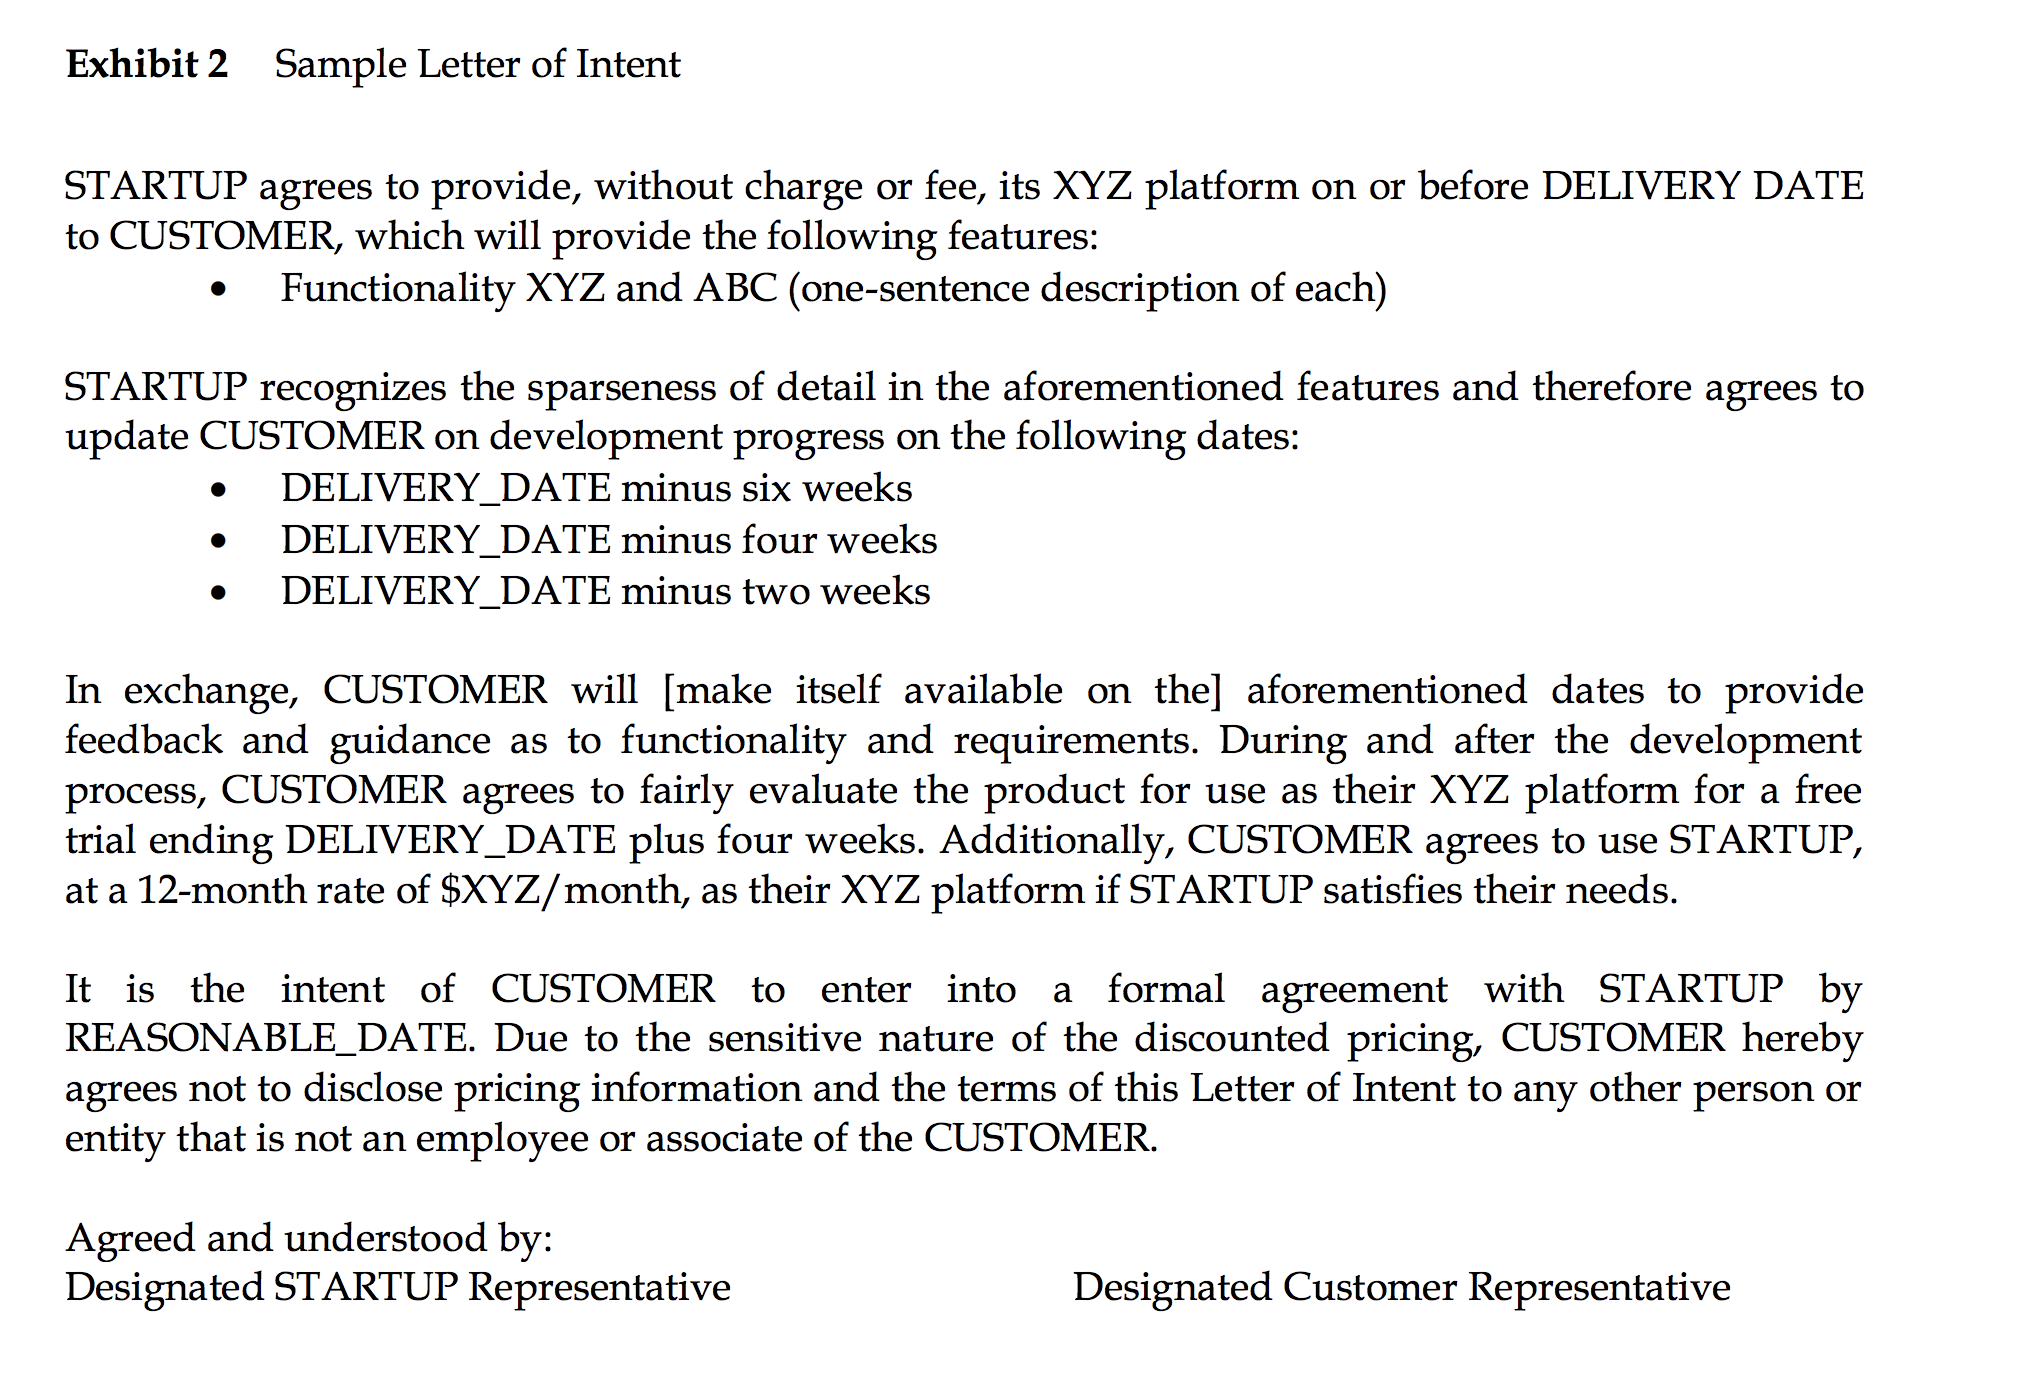 Exhibit 2 Sample Letter of Intent
STARTUP agrees to provide, without charge or fee, its XYZ platform on or before DELIVERY DATE
to CUSTOMER, which will provide the following features:
• Functionality XYZ and ABC (one-sentence description of each)
STARTUP recognizes the sparseness of detail in the aforementioned features and therefore agrees to
update CUSTOMER on development progress on the following dates:
• DELIVERY_DATE minus six weeks
• DELIVERY_DATE minus four weeks
• DELIVERY_DATE minus two weeks
In exchange, CUSTOMER will [make itself available on the] aforementioned dates to provide
feedback and guidance as to functionality and requirements. During and after the development
process, CUSTOMER agrees to fairly evaluate the product for use as their XYZ platform for a free
trial ending DELIVERY_DATE plus four weeks. Additionally, CUSTOMER agrees to use STARTUP,
at a 12-month rate of $XYZ/month, as their XYZ platform if STARTUP satisfies their needs.
It is the intent of CUSTOMER to enter into a formal agreement with STARTUP by
REASONABLE_DATE. Due to the sensitive nature of the discounted pricing, CUSTOMER hereby
agrees not to disclose pricing information and the terms of this Letter of Intent to any other person or
entity that is not an employee or associate of the CUSTOMER.
Agreed and understood by:
Designated STARTUP Representative Designated Customer Representative